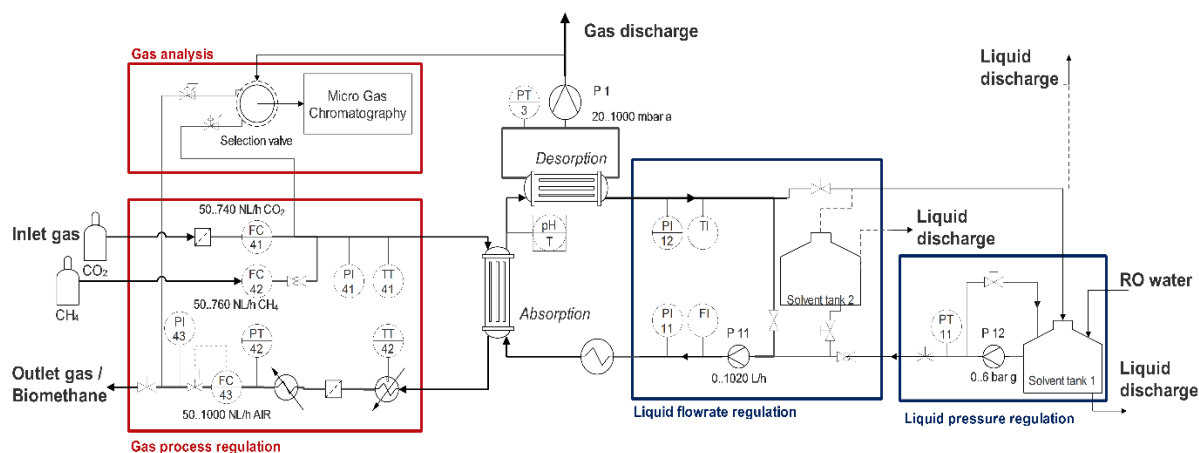 Gas discharge
Gas analysis
Micro Gas
Chromatography
Selection valve
PT
3
P 1
20..1000 mbar a
Desorption
Liquid
discharge
50..740 NL/h CO₂
Inlet gas
FC
41
CO₂
FC
42
CH₄
50..760 NL/h CH₄
PI
41
TT
41
pH
T
PI
12
TI
Liquid
discharge
Solvent tank 2
RO water
PI
43
PT
42
TT
42
Absorption
PI
11
FI
P 11
0..1020 L/h
PT
11
P 12
0..6 bar g
Solvent tank 1
Outlet gas /
Biomethane
FC
43
50..1000 NL/h AIR
Liquid
discharge
Liquid flowrate regulation
Liquid pressure regulation
Gas process regulation